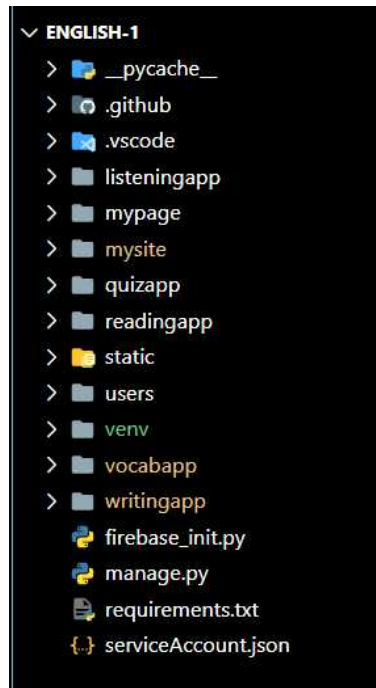 ENGLISH-1
__pycache__
.github
.vscode
listeningapp
mypage
mysite
quizapp
readingapp
static
users
venv
vocabapp
writingapp
firebase_init.py
manage.py
requirements.txt
{..} serviceAccount.json